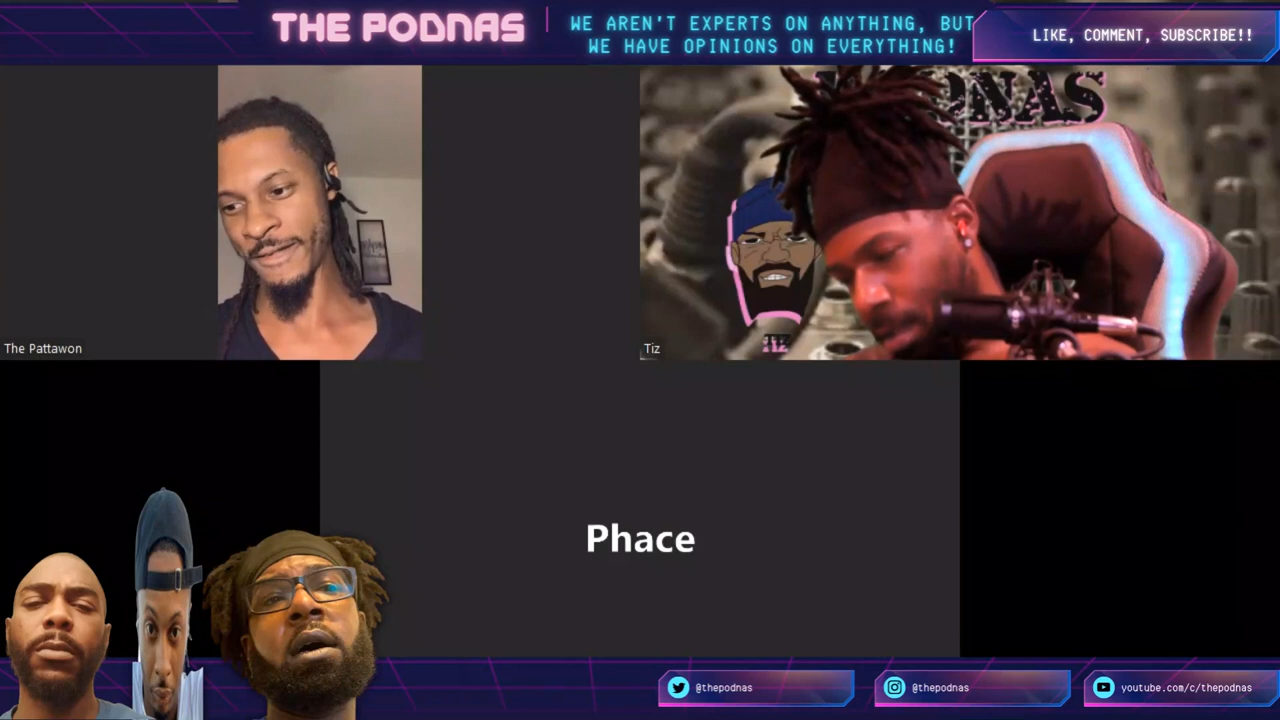 THE PODNAS
WE AREN'T EXPERTS ON ANYTHING, BUT
WE HAVE OPINIONS ON EVERYTHING!
LIKE, COMMENT, SUBSCRIBE!!
The Pattawon
Tiz
TIZ
Phace
@thepodnas
@thepodnas
youtube.com/c/thepodnas